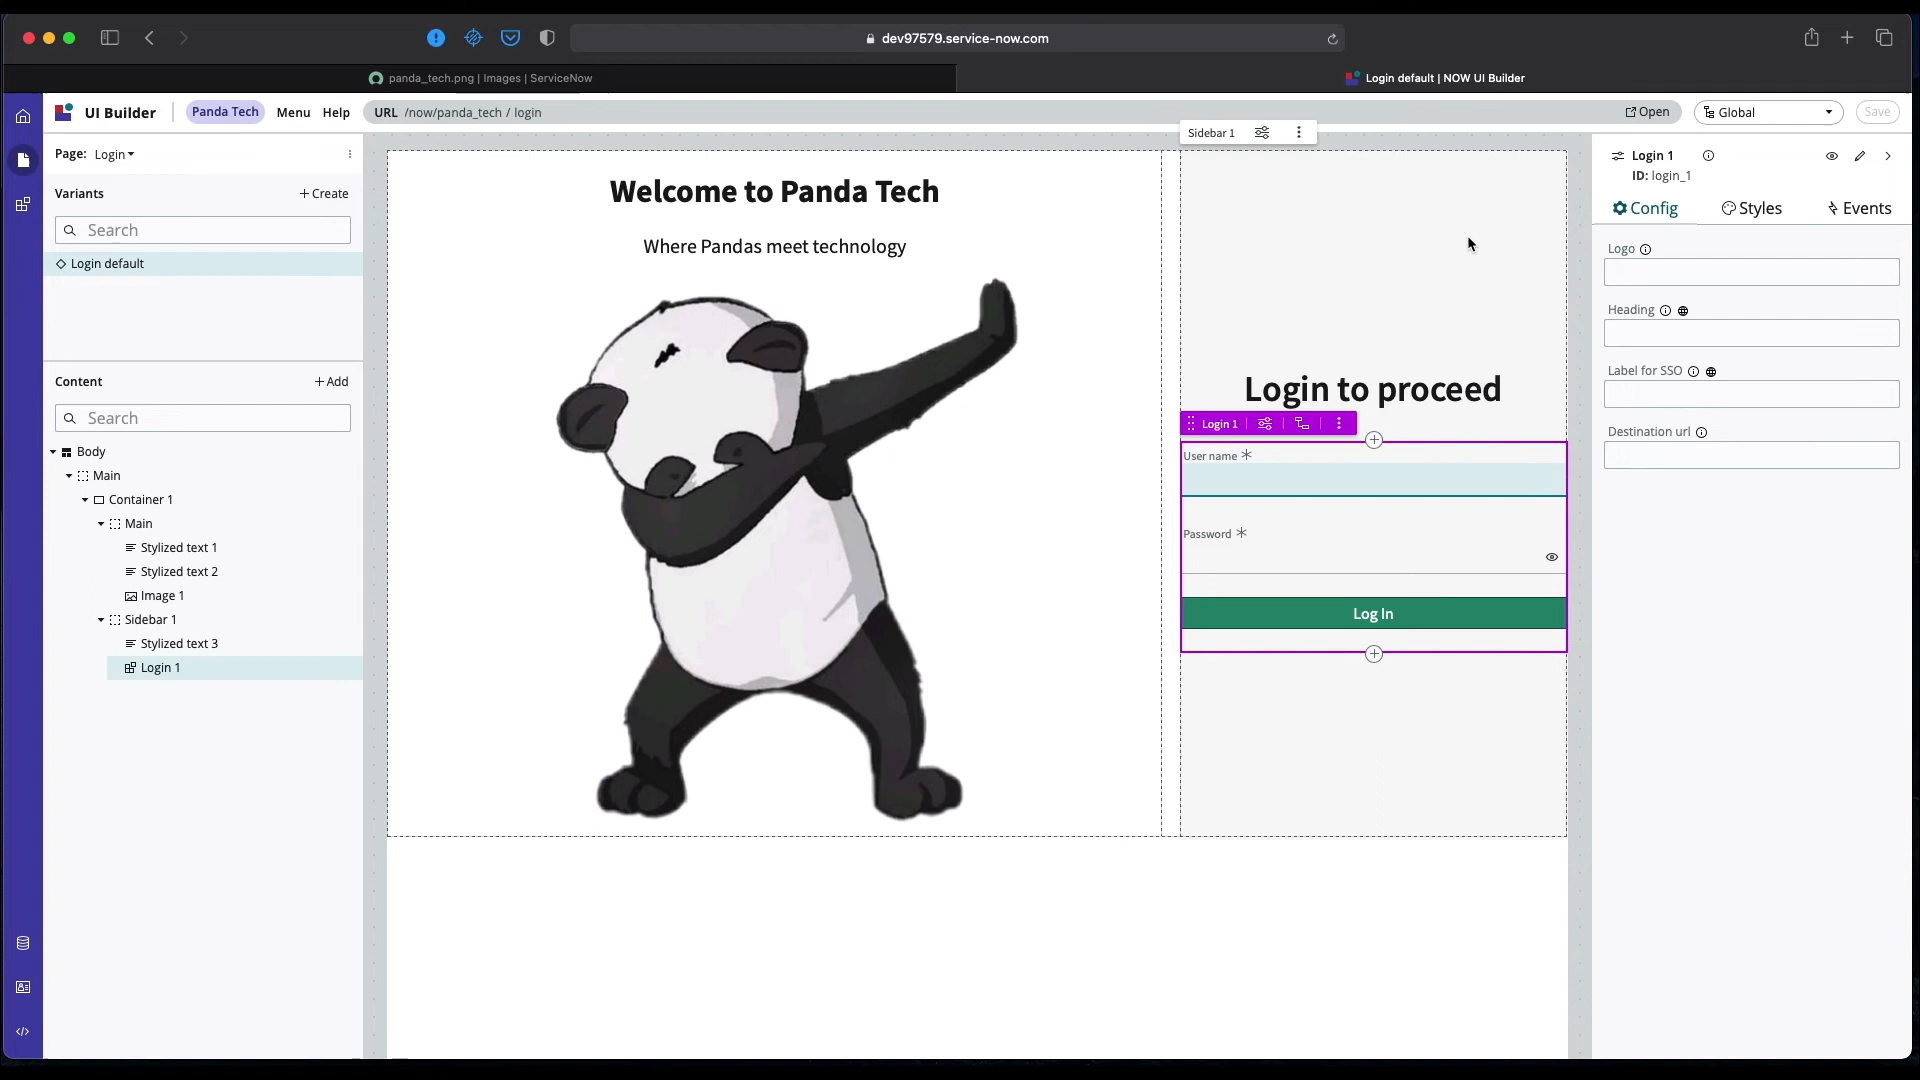 dev97579.service-now.com
panda_tech.png | Images | ServiceNow
Login default | NOW UI Builder
UI Builder
Panda Tech
Menu
Help
URL /now/panda_tech / login
Open
Global
Save
Page: Login
Variants
+ Create
Search
Login default
Content
+ Add
Search
Body
Main
Container 1
Main
Stylized text 1
Stylized text 2
Image 1
Sidebar 1
Stylized text 3
Login 1
Welcome to Panda Tech
Where Pandas meet technology
Sidebar 1
Login to proceed
Login 1
User name *
Password *
Log In
Login 1
ID: login_1
Config
Styles
Events
Logo
Heading
Label for SSO
Destination url